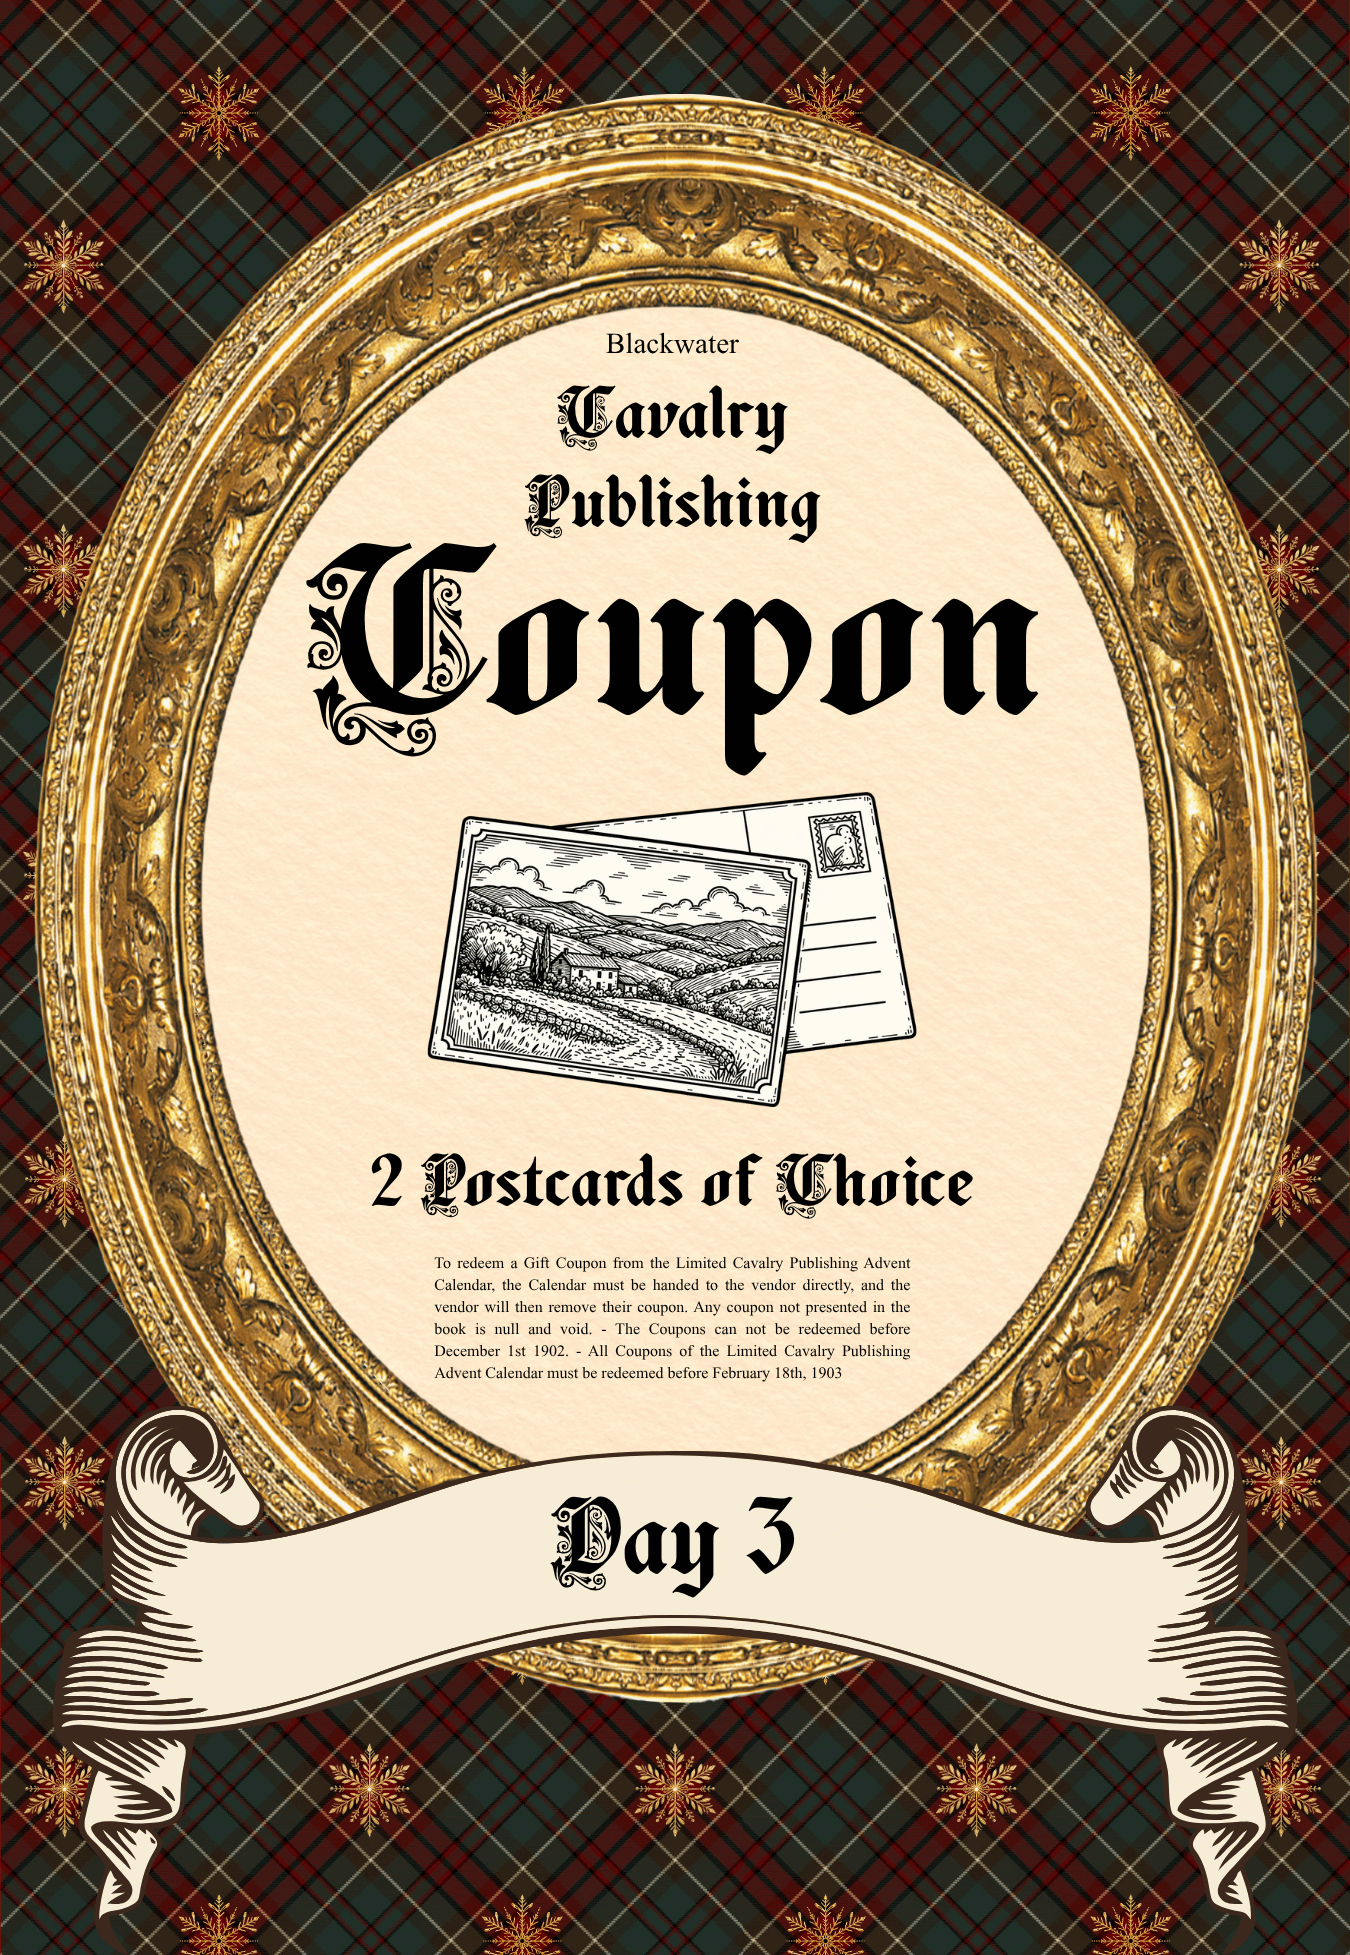 Blackwater
Cavalry
Publishing
Coupon
2 Postcards of Choice
To redeem a Gift Coupon from the Limited Cavalry Publishing Advent
Calendar, the Calendar must be handed to the vendor directly, and the
vendor will then remove their coupon. Any coupon not presented in the
book is null and void. - The Coupons can not be redeemed before
December 1st 1902. - All Coupons of the Limited Cavalry Publishing
Advent Calendar must be redeemed before February 18th, 1903
Day 3